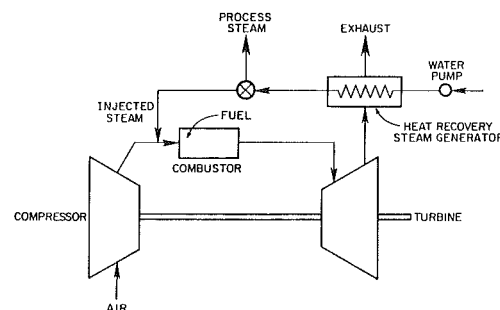 PROCESS
STEAM
EXHAUST
WATER
PUMP
INJECTED
STEAM
FUEL
HEAT RECOVERY
STEAM GENERATOR
COMBUSTOR
COMPRESSOR
TURBINE
AIR